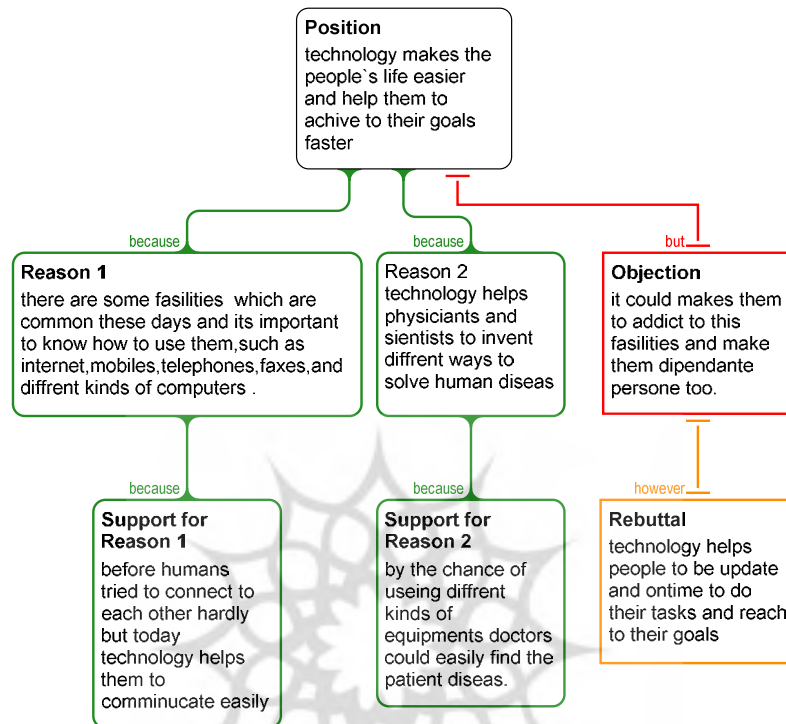 Position
technology makes the
people`s life easier
and help them to
achive to their goals
faster
because
because
but
Reason 1
there are some fasilities which are
common these days and its important
to know how to use them,such as
internet,mobiles,telephones,faxes,and
diffrent kinds of computers .
Reason 2
technology helps
physiciants and
sientists to invent
diffrent ways to
solve human diseas
Objection
it could makes them
to addict to this
fasilities and make
them dipendante
persone too.
because
because
however
Support for
Reason 1
before humans
tried to connect to
each other hardly
but today
technology helps
them to
comminucate easily
Support for
Reason 2
by the chance of
useing diffrent
kinds of
equipments doctors
could easily find the
patient diseas.
Rebuttal
technology helps
people to be update
and ontime to do
their tasks and reach
to their goals